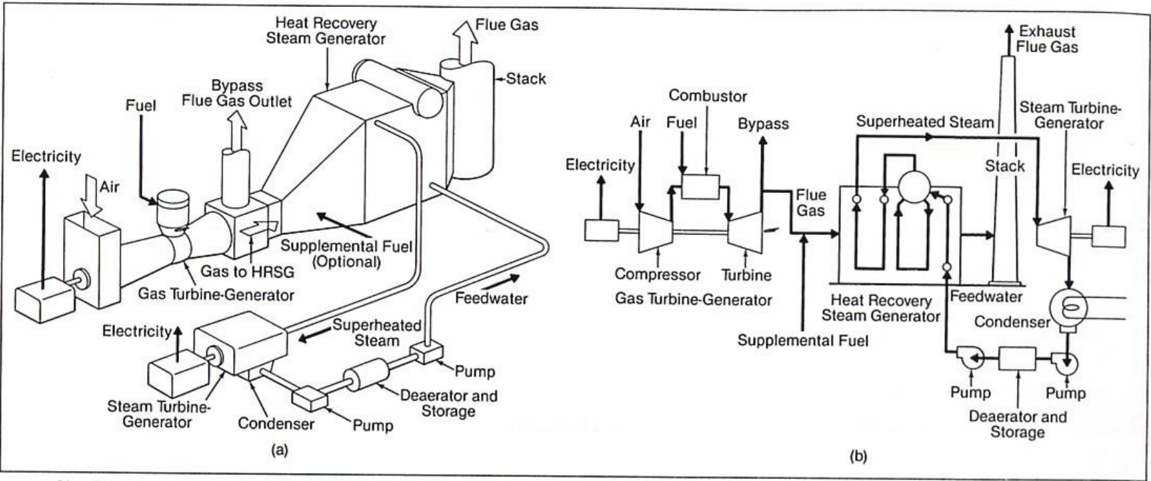 Heat Recovery
Steam Generator
Flue Gas
Stack
Bypass
Flue Gas Outlet
Fuel
Electricity
Air
Supplemental Fuel
(Optional)
Gas to HRSG
Gas Turbine-Generator
Feedwater
Electricity
Superheated
Steam
Pump
Deaerator and
Storage
Steam Turbine-
Generator
Condenser
Pump
(a)
Exhaust
Flue Gas
Combustor
Air
Fuel
Bypass
Superheated Steam
Steam Turbine-
Generator
Electricity
Stack
Electricity
Flue
Gas
Compressor
Turbine
Gas Turbine-Generator
Heat Recovery
Steam Generator
Feedwater
Condenser
Supplemental Fuel
Pump
Pump
Deaerator and
Storage
(b)